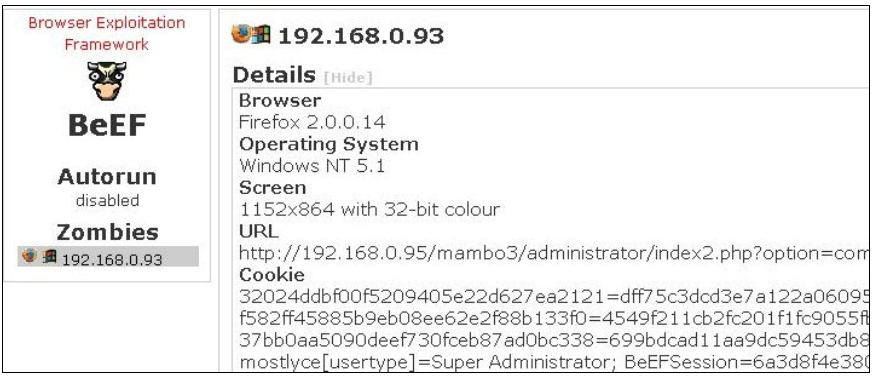 Browser Exploitation
Framework
BeEF
Autorun
disabled
Zombies
192.168.0.93
192.168.0.93
Details [Hide]
Browser
Firefox 2.0.0.14
Operating System
Windows NT 5.1
Screen
1152x864 with 32-bit colour
URL
http://192.168.0.95/mambo3/administrator/index2.php?option=com
Cookie
32024ddbf00f5209405e22d627ea2121=dff75c3dcd3e7a122a06095
f582ff45885b9eb08ee62e2f88b133f0=4549f211cb2fc201f1fc9055fb
37bb0aa5090deef730fceb87ad0bc338=699bdcad11aa9dc59453db8
mostlyce[usertype]=Super Administrator; BeEFSession=6a3d8f4e380